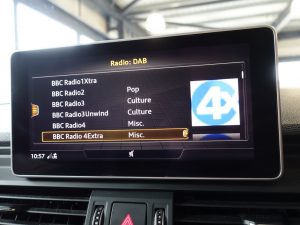 Radio: DAB
BBC Radio1Xtra
BBC Radio2 Pop
BBC Radio3 Culture
BBC Radio3Unwind Culture
BBC Radio4 Misc.
BBC Radio 4Extra Misc.
4X
10:57